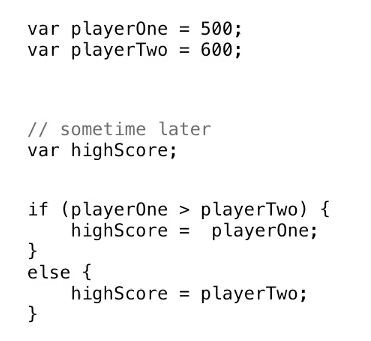 var playerOne = 500;
var playerTwo = 600;
// sometime later
var highScore;
if (playerOne > playerTwo) {
    highScore =  playerOne;
}
else {
    highScore = playerTwo;
}